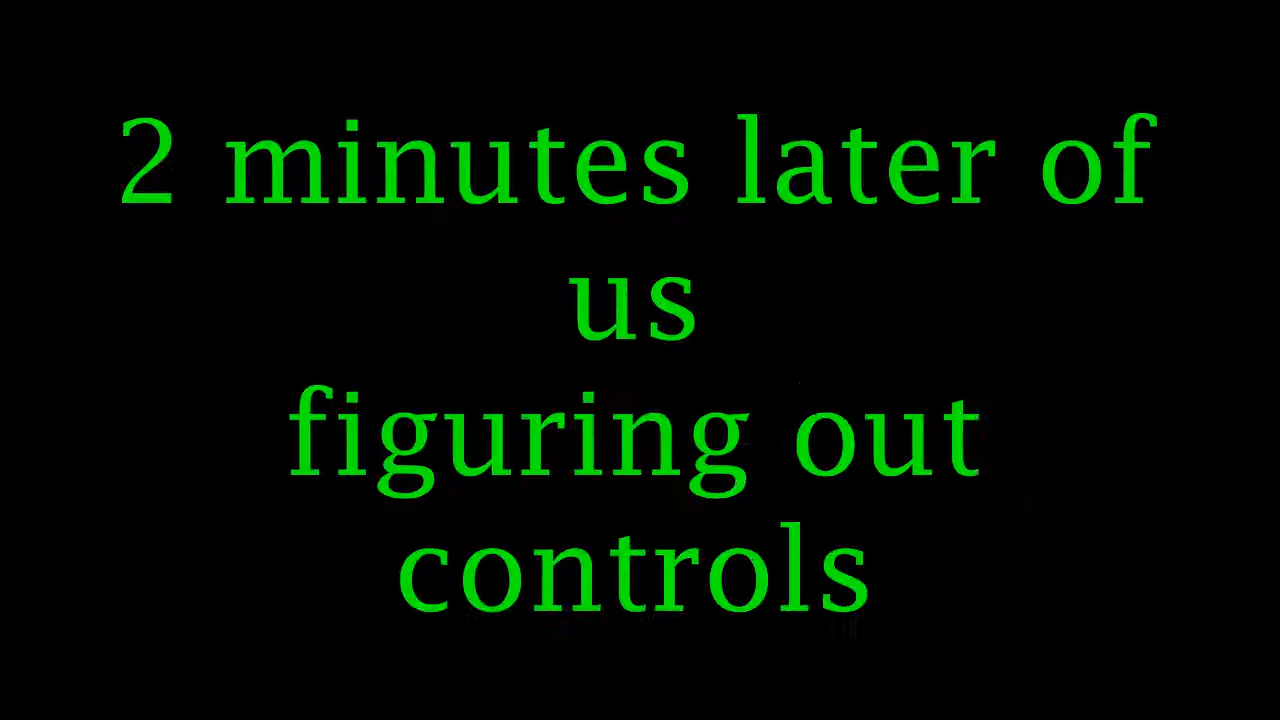 2 minutes later of
us
figuring out
controls